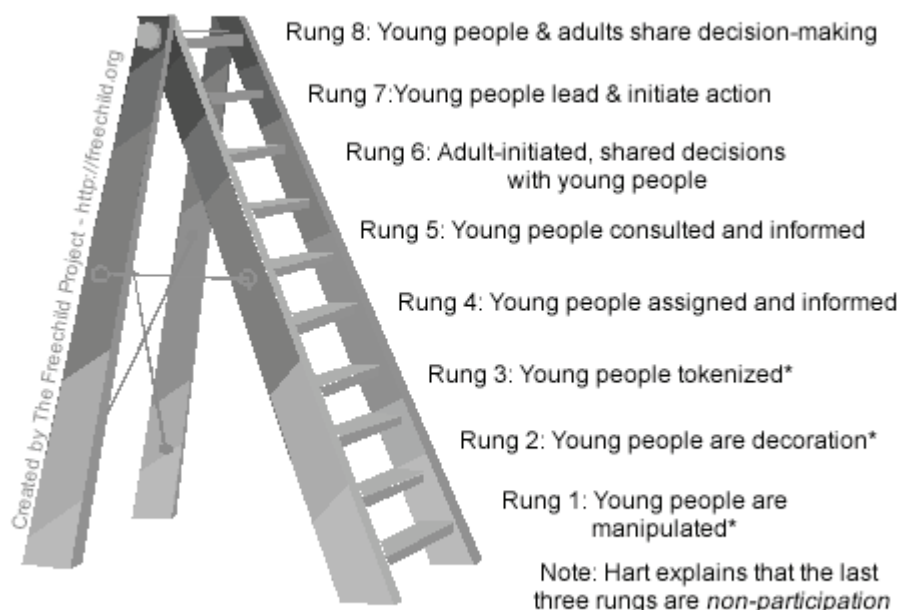 Rung 8: Young people & adults share decision-making
Rung 7:Young people lead & initiate action
Rung 6: Adult-initiated, shared decisions
with young people
Rung 5: Young people consulted and informed
Rung 4: Young people assigned and informed
Rung 3: Young people tokenized*
Rung 2: Young people are decoration*
Rung 1: Young people are
manipulated*
Note: Hart explains that the last
three rungs are non-participation
Created by The Freechild Project - http://freechild.org